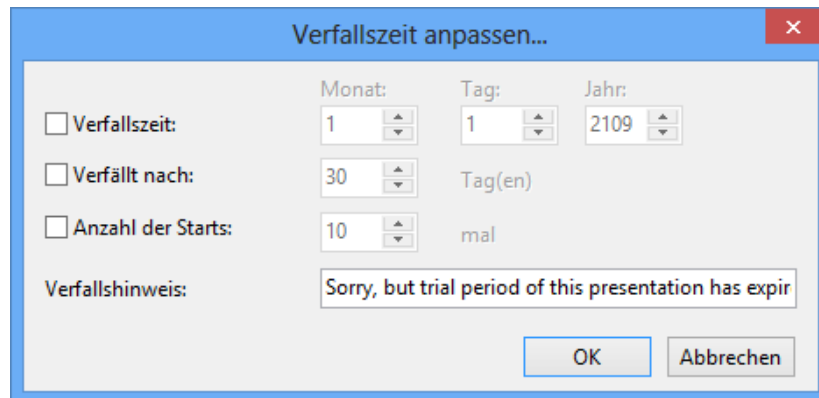 Verfallszeit anpassen...
Monat: Tag: Jahr:
Verfallszeit: 1 1 2109
Verfällt nach: 30 Tag(en)
Anzahl der Starts: 10 mal
Verfallshinweis: Sorry, but trial period of this presentation has expir
OK Abbrechen